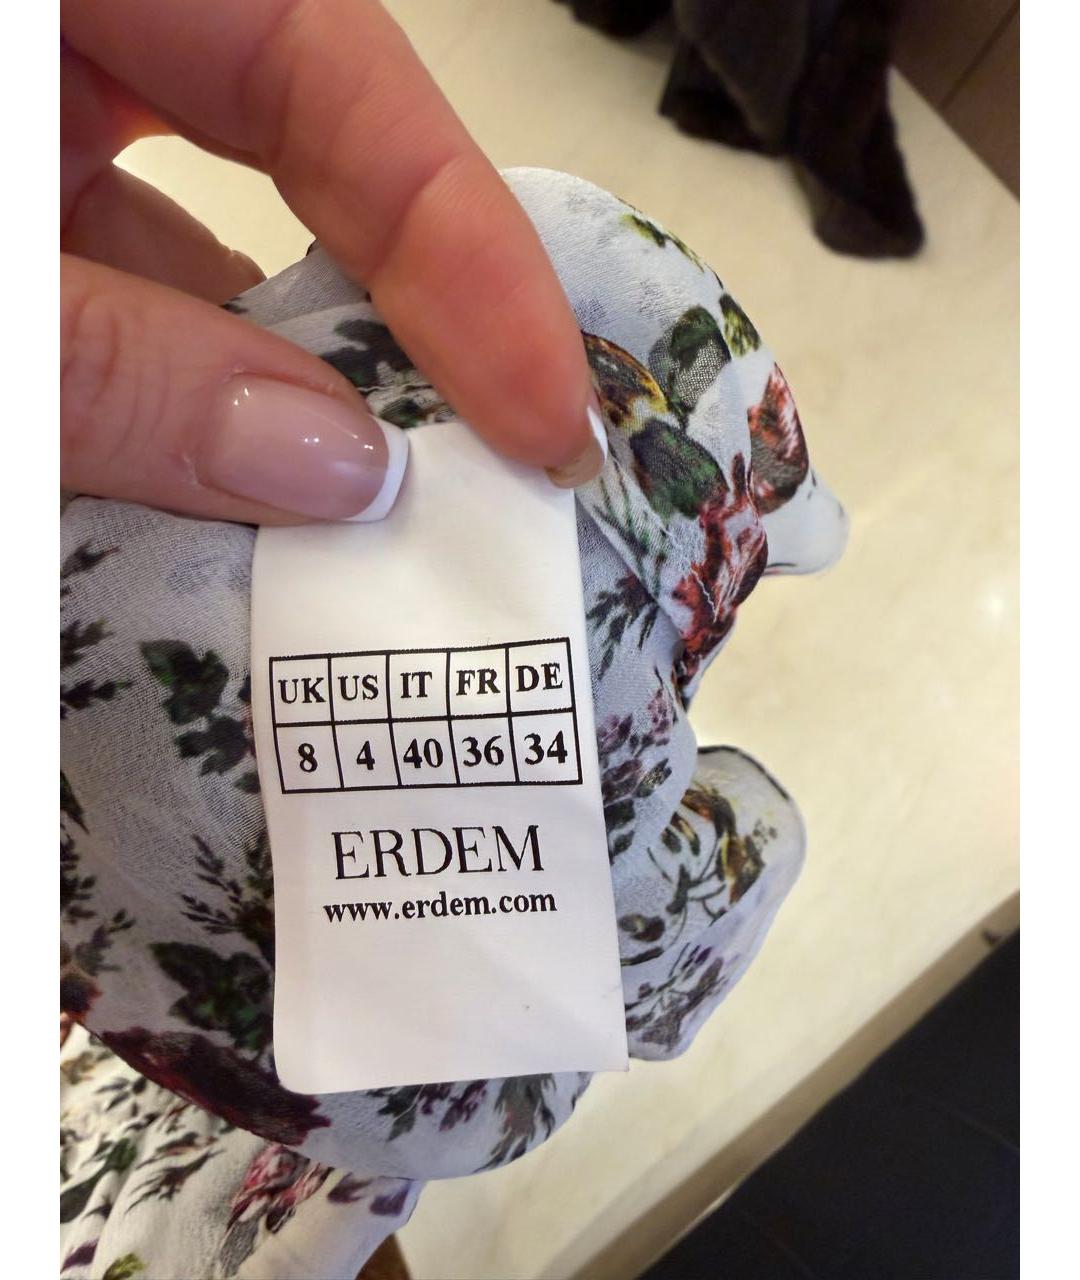 UK US IT FR DE
8 4 40 36 34
ERDEM
www.erdem.com